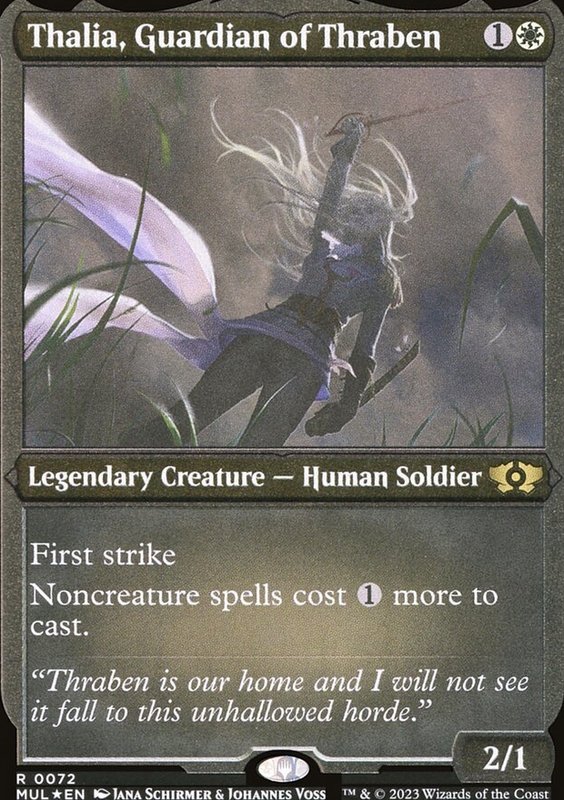 Thalia, Guardian of Thraben 1
Legendary Creature — Human Soldier
First strike
Noncreature spells cost 1 more to
cast.
“Thraben is our home and I will not see
it fall to this unhallowed horde.”
2/1
R 0072
MUL★EN Jana Schirmer & Johannes Voss ™ & © 2023 Wizards of the Coast